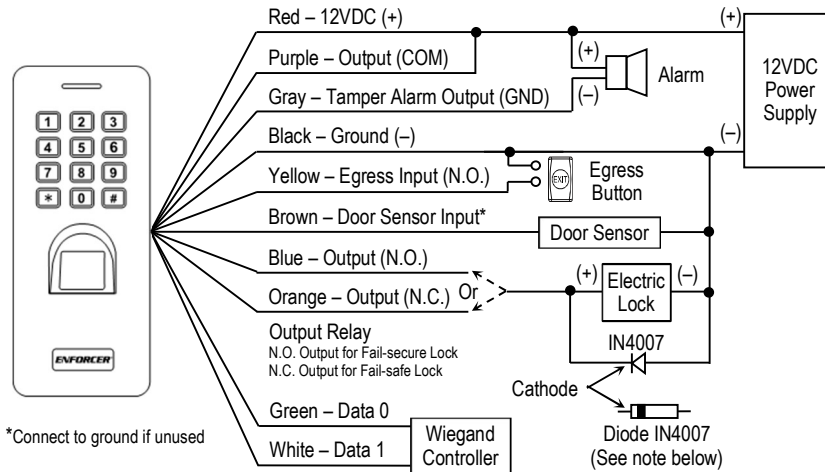 Red – 12VDC (+)
(+)
Purple – Output (COM)
(+)
Alarm
12VDC
Power
Supply
Gray – Tamper Alarm Output (GND)
(–)
Black – Ground (–)
(–)
1 2 3
4 5 6
7 8 9
* 0 #
Yellow – Egress Input (N.O.)
EXIT
Egress
Button
Brown – Door Sensor Input*
Door Sensor
Blue – Output (N.O.)
Orange – Output (N.C.)
Or
(+)
Electric
Lock
(–)
Output Relay
N.O. Output for Fail-secure Lock
N.C. Output for Fail-safe Lock
IN4007
ENFORCER
Cathode
Green – Data 0
White – Data 1
Wiegand
Controller
Diode IN4007
(See note below)
*Connect to ground if unused